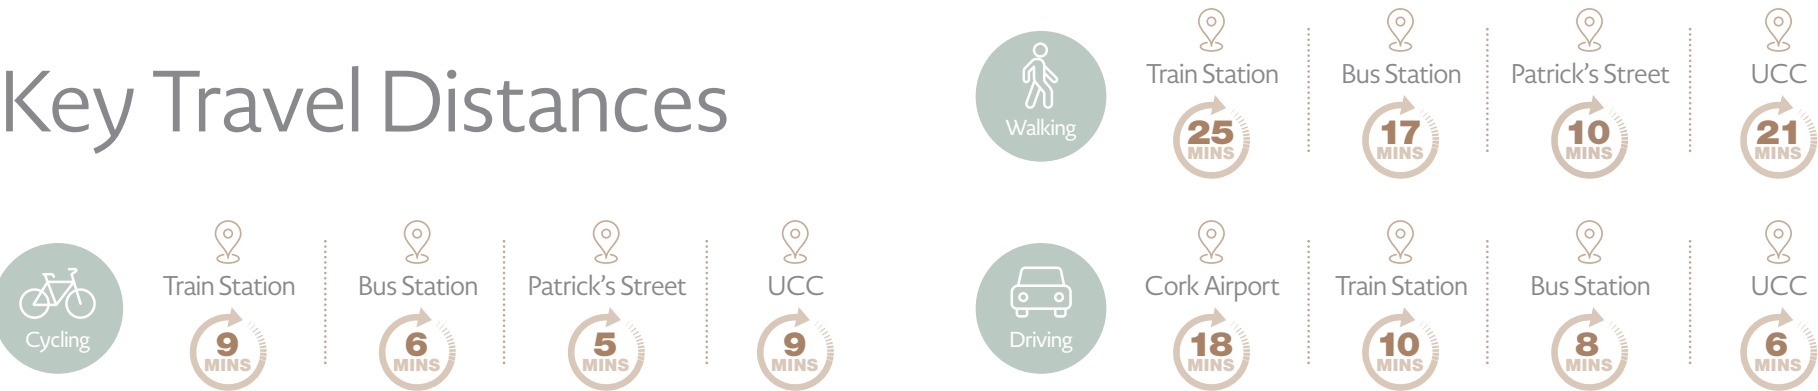 Key Travel Distances
Walking
Train Station
25
MINS
Bus Station
17
MINS
Patrick's Street
10
MINS
UCC
21
MINS
Cycling
Train Station
9
MINS
Bus Station
6
MINS
Patrick's Street
5
MINS
UCC
9
MINS
Driving
Cork Airport
18
MINS
Train Station
10
MINS
Bus Station
8
MINS
UCC
6
MINS